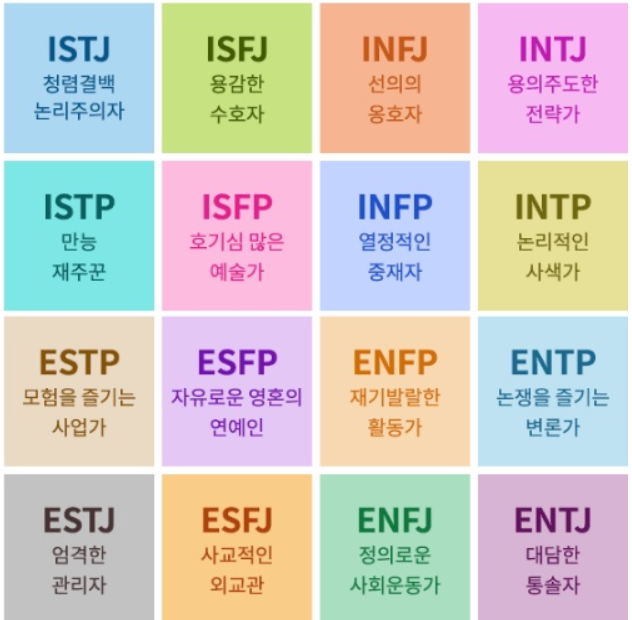 ISTJ
청렴결백
논리주의자
ISFJ
용감한
수호자
INFJ
선의의
옹호자
INTJ
용의주도한
전략가
ISTP
만능
재주꾼
ISFP
호기심 많은
예술가
INFP
열정적인
중재자
INTP
논리적인
사색가
ESTP
모험을 즐기는
사업가
ESFP
자유로운 영혼의
연예인
ENFP
재기발랄한
활동가
ENTP
논쟁을 즐기는
변론가
ESTJ
엄격한
관리자
ESFJ
사교적인
외교관
ENFJ
정의로운
사회운동가
ENTJ
대담한
통솔자